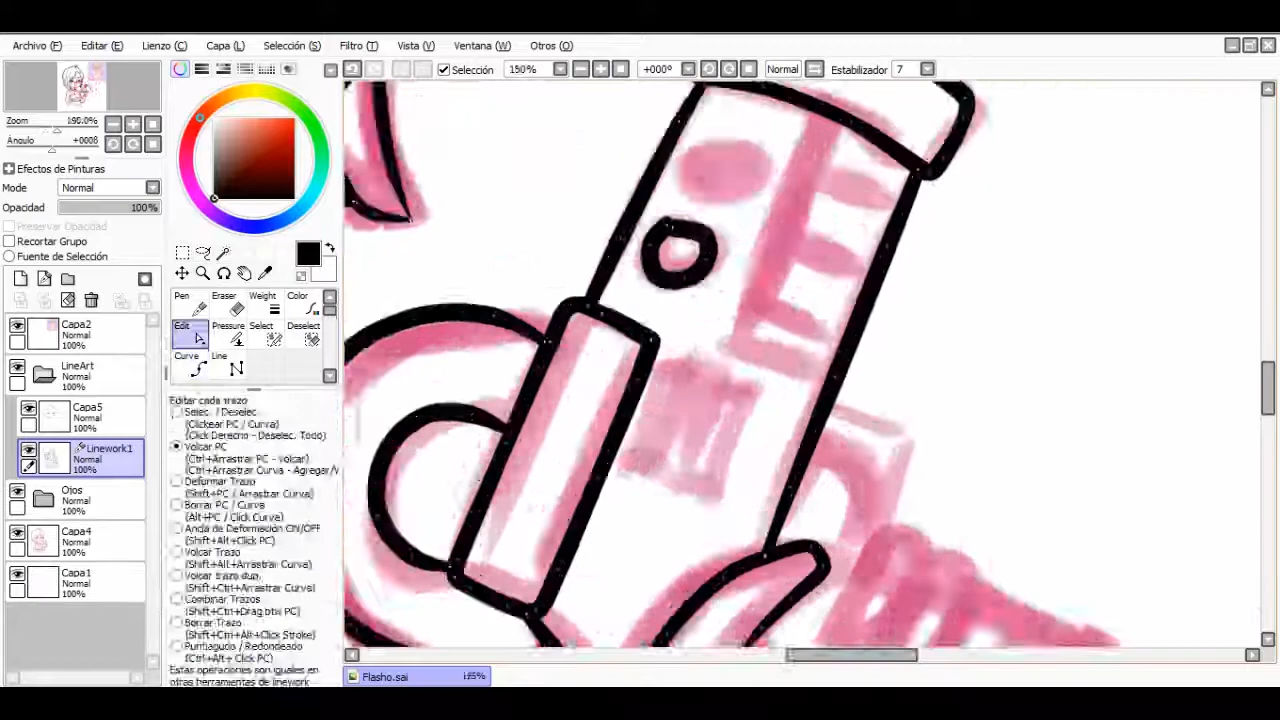 Archivo (F) Editar (E) Lienzo (C) Capa (L) Selección (S) Filtro (T) Vista (V) Ventana (W) Otros (O)
Selección 150% +000º Normal Estabilizador 7
Zoom 150.0%
Ángulo +000ß
Efectos de Pinturas
Mode Normal
Opacidad 100%
Preservar Opacidad
Recortar Grupo
Fuente de Selección
Capa2
Normal
100%
LineArt
Normal
100%
Capa5
Normal
100%
Linework1
Normal
100%
Ojos
Normal
100%
Capa4
Normal
100%
Capa1
Normal
100%
Pen Eraser Weight Color
Edit Pressure Select Deselect
Curve Line
Editar cada trazo
Selec. / Deselec
(Clickear PC / Curva)
(Click Derecho - Deselec. Todo)
Volcar PC
(Ctrl+Arrastrar PC - Volcar)
(Ctrl+Arrastrar Curva - Agregar/V
Deformar Trazo
(Shift+PC / Arrastrar Curva)
Borrar PC / Curva
(Alt+PC / Click Curva)
Ancla de Deformación ON/OFF
(Shift+Alt+Click PC)
Volcar Trazo
(Shift+Alt+Arrastrar Curva)
Volcar trazo dup.
(Shift+Ctrl+Arrastrar Curva)
Combinar Trazos
(Shift+Ctrl+Drag btw PC)
Borrar Trazo
(Shift+Ctrl+Alt+Click Stroke)
Puntiagudo / Redondeado
(Ctrl+Alt+ Click PC)
Estas operaciones son iguales en
otras herramientas de linework
Flasho.sai